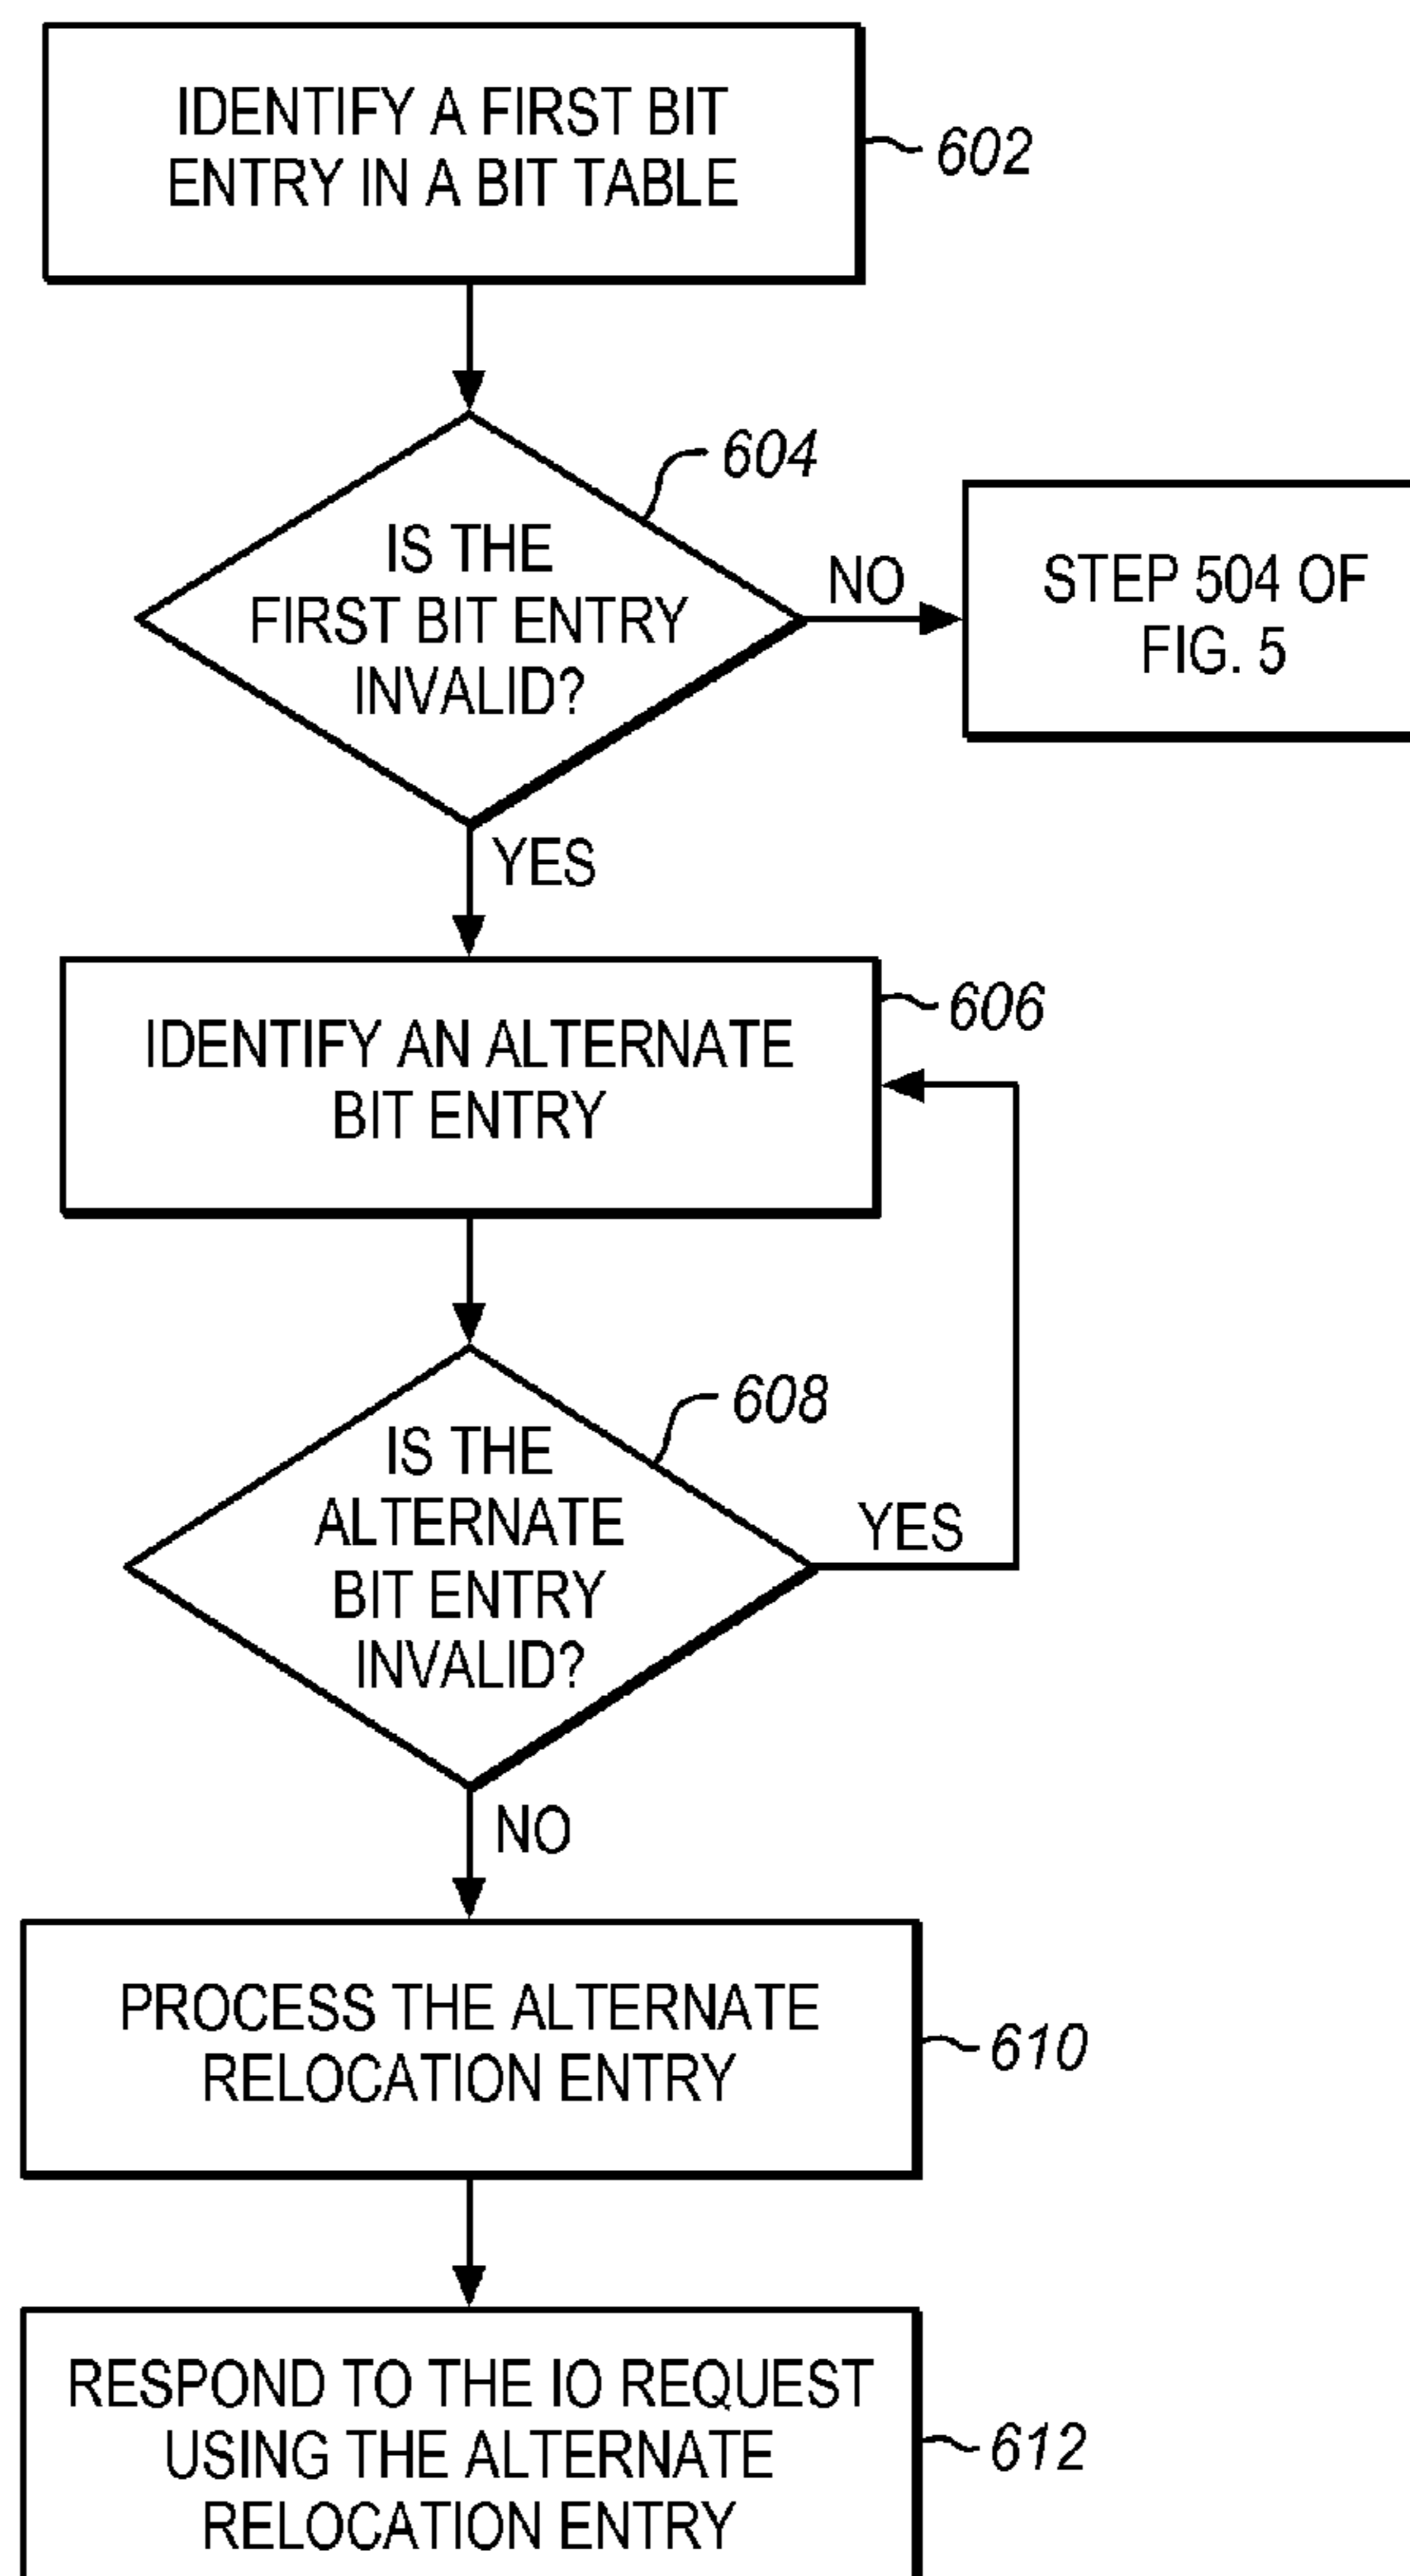 IDENTIFY A FIRST BIT
ENTRY IN A BIT TABLE
602
604
IS THE
FIRST BIT ENTRY
INVALID?
NO
STEP 504 OF
FIG. 5
YES
606
IDENTIFY AN ALTERNATE
BIT ENTRY
608
IS THE
ALTERNATE
BIT ENTRY
INVALID?
YES
NO
PROCESS THE ALTERNATE
RELOCATION ENTRY
610
RESPOND TO THE IO REQUEST
USING THE ALTERNATE
RELOCATION ENTRY
612